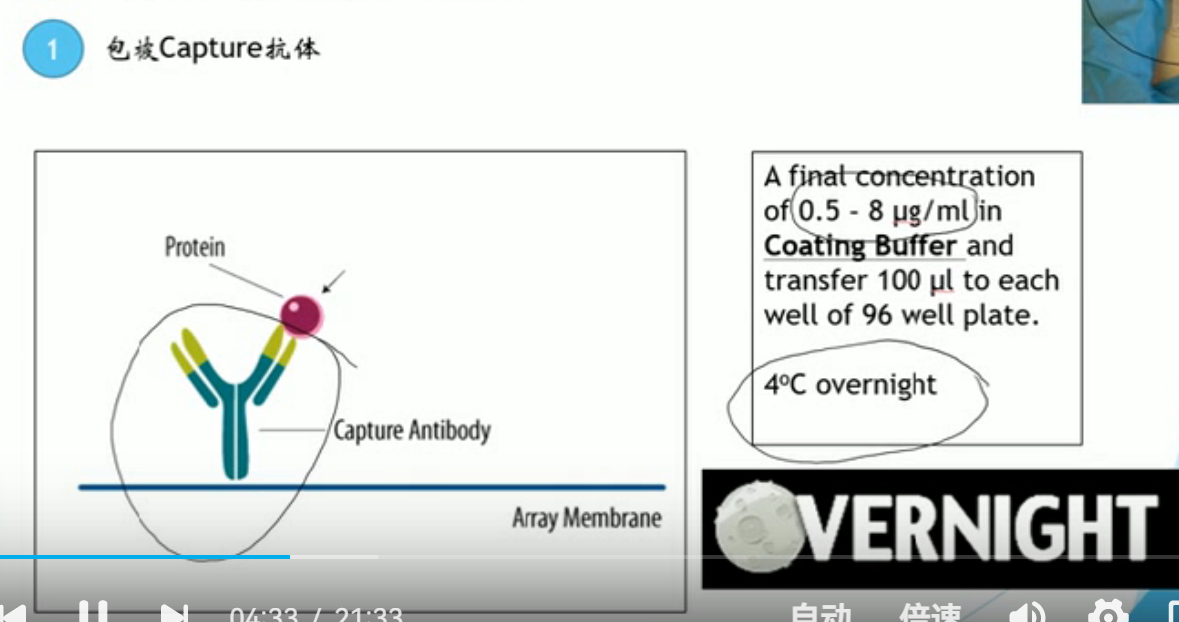 1
包被Capture抗体
Protein
Capture Antibody
Array Membrane
A final concentration
of 0.5 - 8 µg/ml in
Coating Buffer and
transfer 100 µl to each
well of 96 well plate.
4ºC overnight
VERNIGHT
04:33 / 21:33
自动
倍速